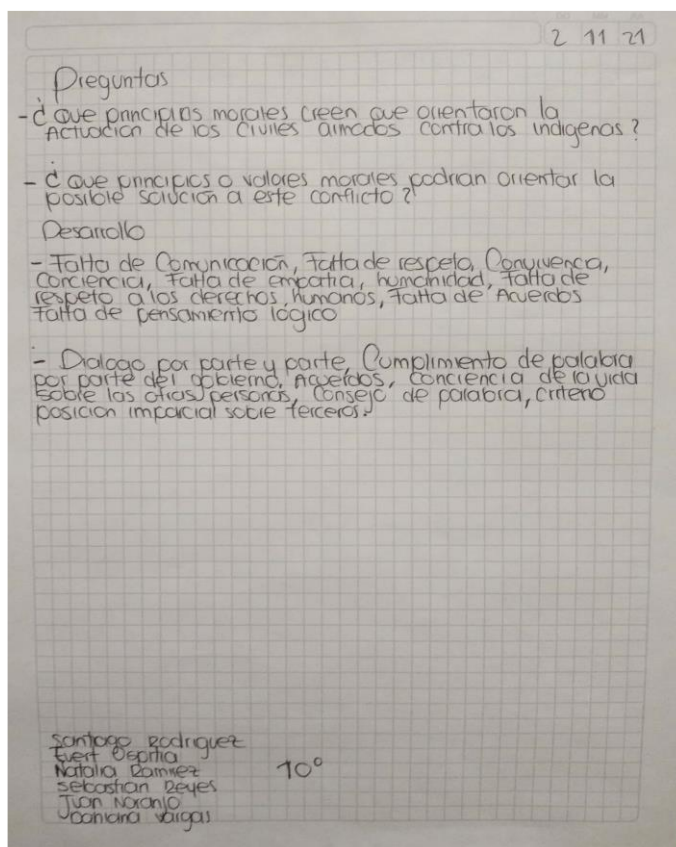 2 11 21
Preguntas
- ¿ Que principios morales creen que orientaron la
Actuación de los Civiles armados contra los indigenas ?
- ¿ Que principios o valores morales podrian orientar la
posible solución a este conflicto ?
Desarrollo
- Falta de Comunicación, Falta de respeto, Convivencia,
Conciencia, Falta de empatia, humanidad, Falta de
respeto a los derechos humanos, Falta de Acuerdos
Falta de pensamiento lógico
- Dialogo por parte y parte, Cumplimiento de palabra
por parte del gobierno, Acuerdos, conciencia de la vida
sobre las otras personas, Consejo de palabra, criterio
posicion imparcial sobre terceros.
Santiago Rodriguez
Evert
Natalia Ramirez 10°
Sebastian Reyes
Juan Naranjo
Vargas